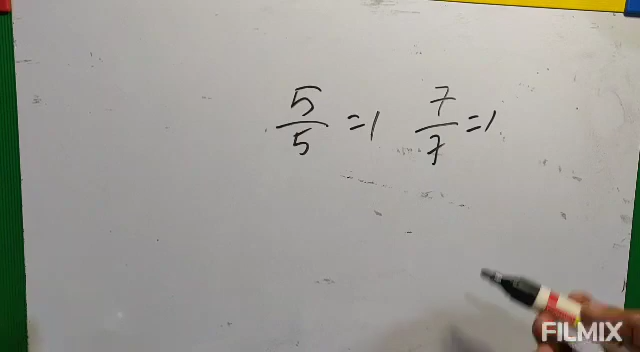 5/5 = 1 7/7 = 1
FILMIX